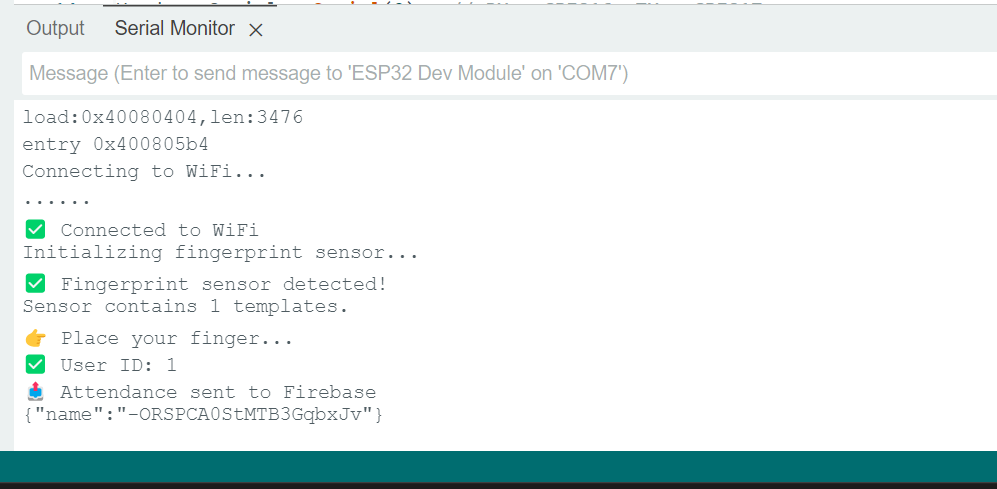 Output Serial Monitor
Message (Enter to send message to 'ESP32 Dev Module' on 'COM7')
load:0x40080404,len:3476
entry 0x400805b4
Connecting to WiFi...
......
✅ Connected to WiFi
Initializing fingerprint sensor...
✅ Fingerprint sensor detected!
Sensor contains 1 templates.
👉 Place your finger...
✅ User ID: 1
📤 Attendance sent to Firebase
{"name":"-ORSPCA0StMTB3GqbxJv"}